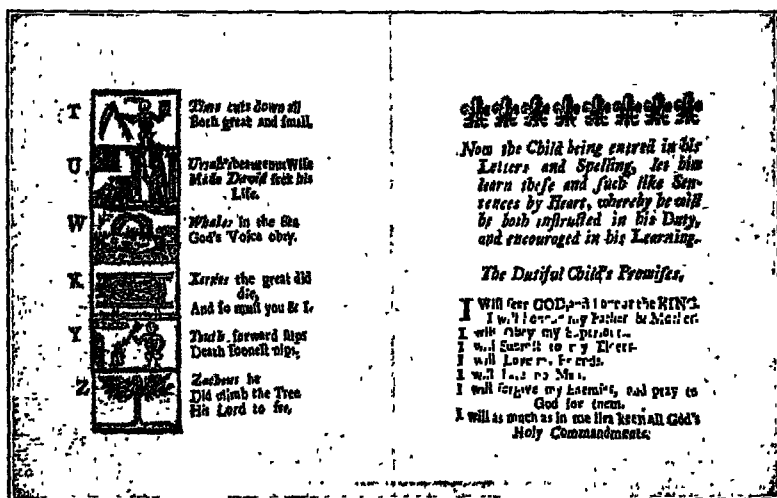 T
Time cuts down all
Both great and small.
U
made David seek his
Life.
W
Whales in the Sea
God's Voice obey.
X
Xerxes the great did
die,
And so must you & I.
Y
Youth forward slips
Death soonest nips.
Z
Zacheus he
Did climb the Tree
His Lord to see,
Now the Child being entred in his
Letters and Spelling, let him
learn these and such like Sen-
tences by Heart, whereby he will
be both instructed in his Duty,
and encouraged in his Learning.
The Dutiful Child's Promises,
I Will fear GOD, and honour the KING.
I will honour my Father & Mother.
I will Obey my Superiours.
I will Submit to my Elders.
I will Love my Friends.
I will hate no Man.
I will forgive my Enemies, and pray to
God for them.
I will as much as in me lies keep all God's
Holy Commandments.